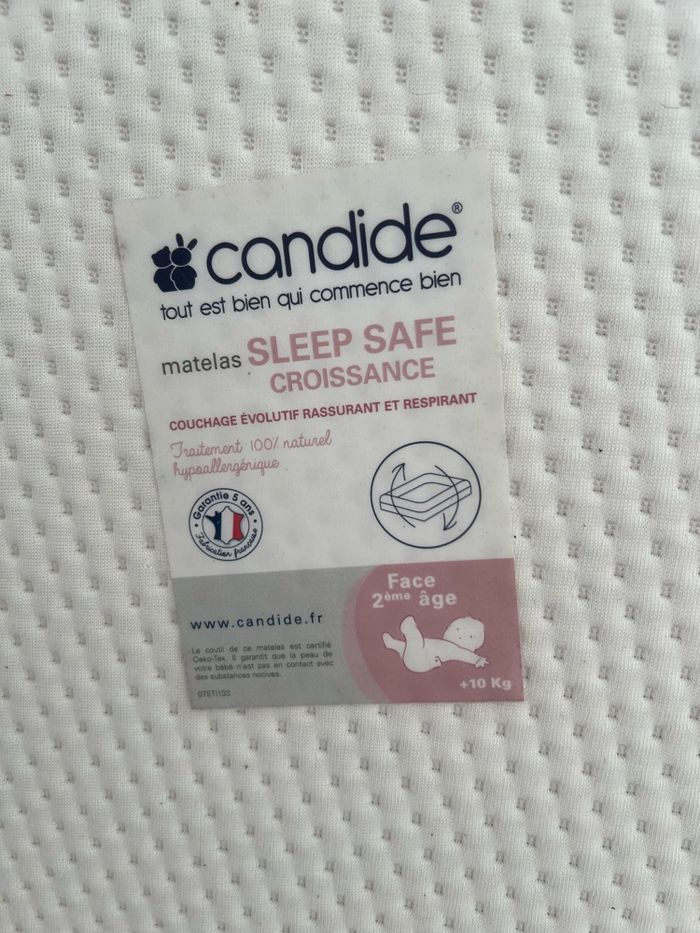 candide®
tout est bien qui commence bien
matelas SLEEP SAFE
CROISSANCE
COUCHAGE ÉVOLUTIF RASSURANT ET RESPIRANT
Traitement 100% naturel
hypoallergénique
Garantie 5 ans
Fabrication française
Face
2ème âge
www.candide.fr
Le coutil de ce matelas est certifié
Oeko-Tex. Il garantit que la peau de
votre bébé n'est pas en contact avec
des substances nocives.
07ETI133
+10 Kg